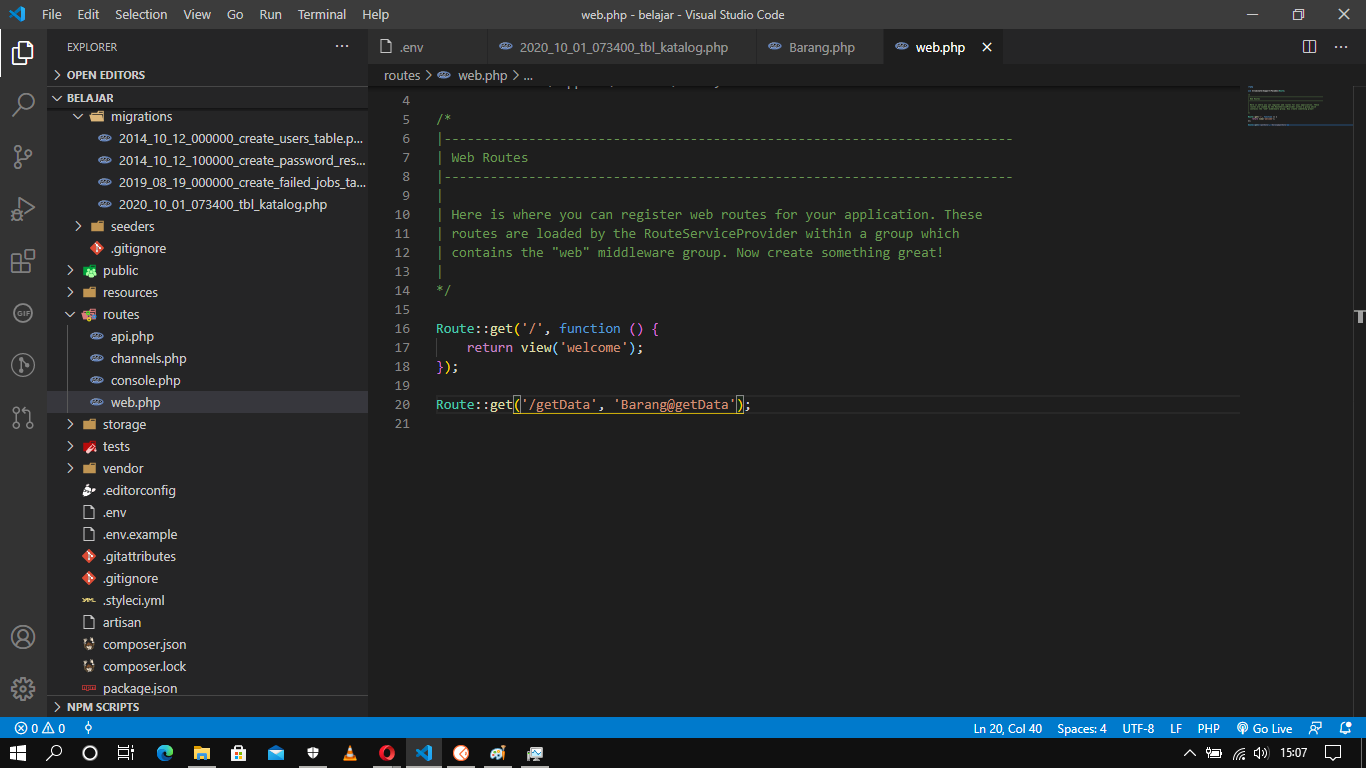 File Edit Selection View Go Run Terminal Help
web.php - belajar - Visual Studio Code
EXPLORER
OPEN EDITORS
BELAJAR
migrations
2014_10_12_000000_create_users_table.p...
2014_10_12_100000_create_password_res...
2019_08_19_000000_create_failed_jobs_ta...
2020_10_01_073400_tbl_katalog.php
seeders
.gitignore
public
resources
routes
api.php
channels.php
console.php
web.php
storage
tests
vendor
.editorconfig
.env
.env.example
.gitattributes
.gitignore
.styleci.yml
artisan
composer.json
composer.lock
package.json
NPM SCRIPTS
.env 2020_10_01_073400_tbl_katalog.php Barang.php web.php
routes > web.php > ...
4
5 /*
6 |--------------------------------------------------------------------------
7 | Web Routes
8 |--------------------------------------------------------------------------
9 |
10 | Here is where you can register web routes for your application. These
11 | routes are loaded by the RouteServiceProvider within a group which
12 | contains the "web" middleware group. Now create something great!
13 |
14 */
15
16 Route::get('/', function () {
17 return view('welcome');
18 });
19
20 Route::get('/getData', 'Barang@getData');
21
0 0 Ln 20, Col 40 Spaces: 4 UTF-8 LF PHP Go Live
15:07